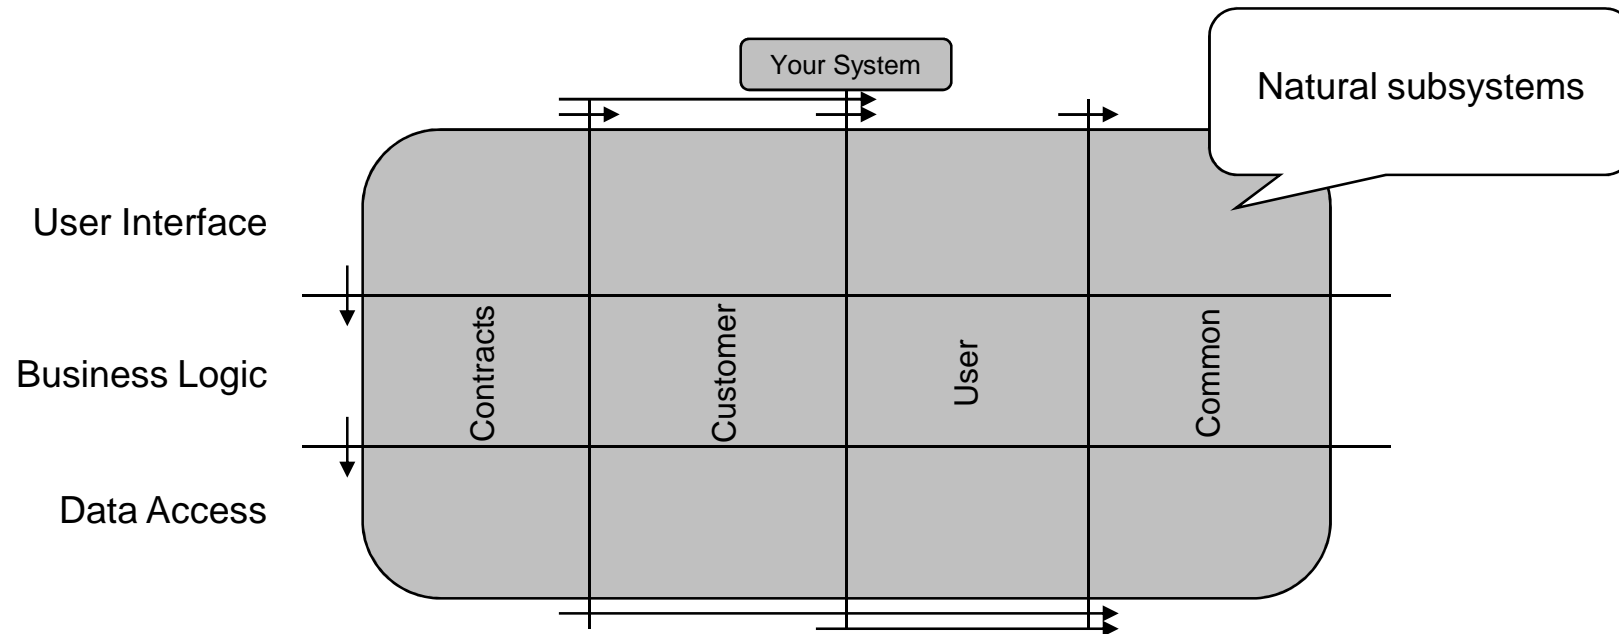 Your System
Natural subsystems
User Interface
Business Logic
Data Access
Contracts
Customer
User
Common